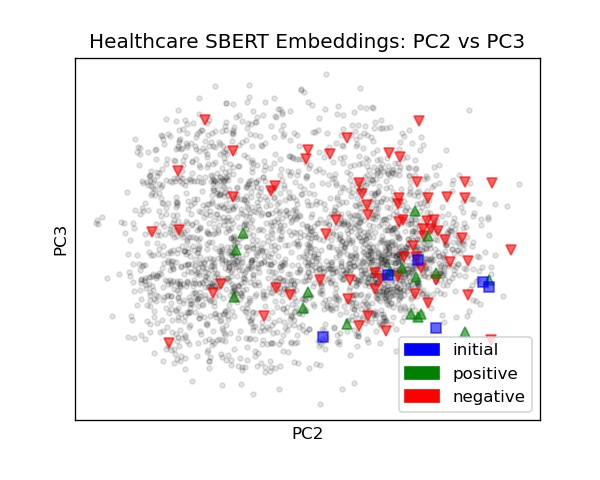 Healthcare SBERT Embeddings: PC2 vs PC3
PC3
initial
positive
negative
PC2